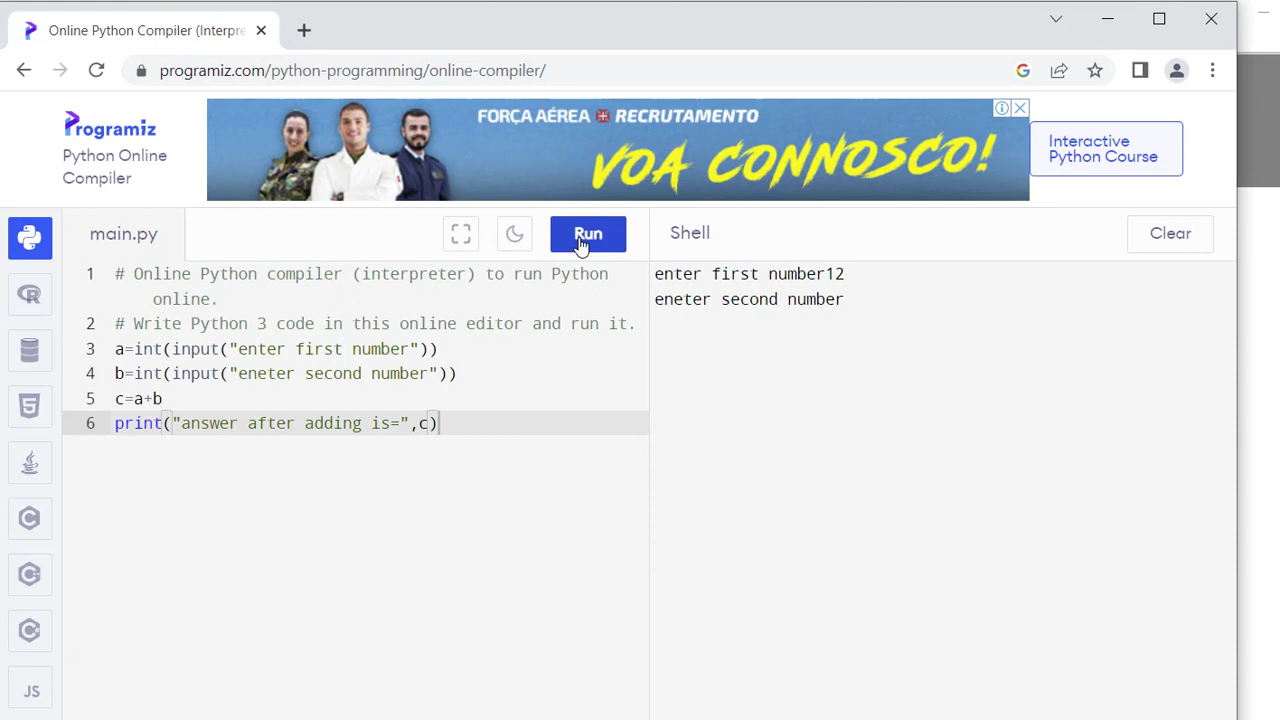 Online Python Compiler (Interpre
programiz.com/python-programming/online-compiler/
Programiz
Python Online
Compiler
FORÇA AÉREA RECRUTAMENTO
VOA CONNOSCO!
Interactive
Python Course
main.py
Run
Shell
Clear
1 # Online Python compiler (interpreter) to run Python
online.
2 # Write Python 3 code in this online editor and run it.
3 a=int(input("enter first number"))
4 b=int(input("eneter second number"))
5 c=a+b
6 print("answer after adding is=",c)
enter first number12
eneter second number
JS